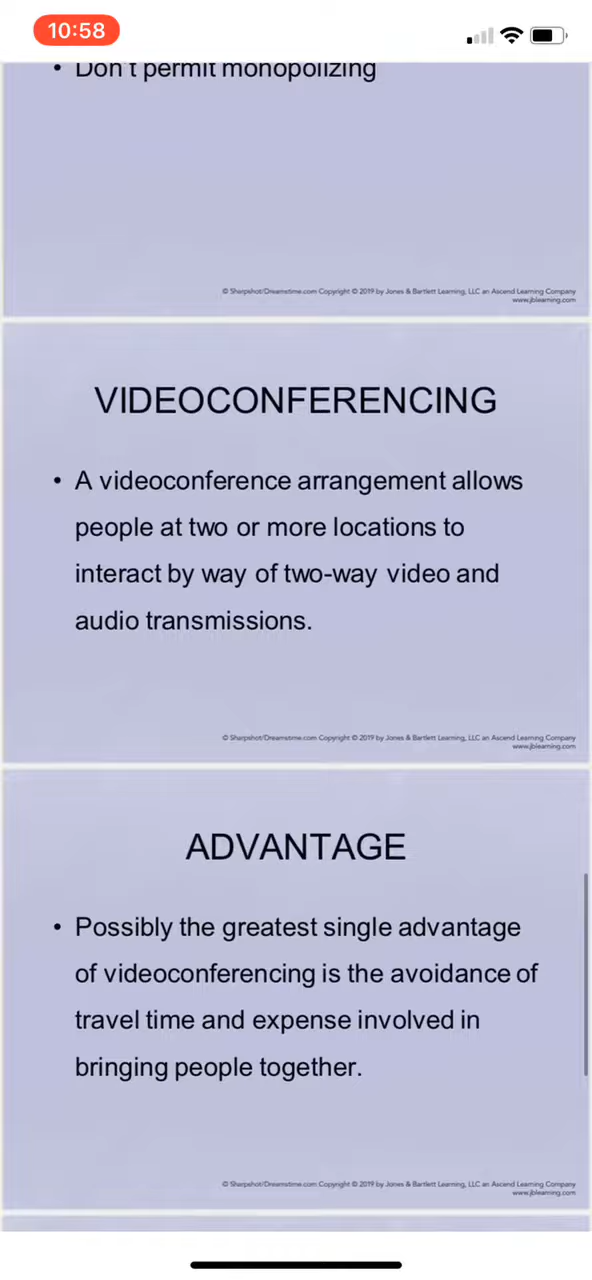 10:58
• Don't permit monopolizing
© Sharpshot/Dreamstime.com Copyright © 2019 by Jones & Bartlett Learning, LLC an Ascend Learning Company
www.jblearning.com
VIDEOCONFERENCING
• A videoconference arrangement allows
people at two or more locations to
interact by way of two-way video and
audio transmissions.
© Sharpshot/Dreamstime.com Copyright © 2019 by Jones & Bartlett Learning, LLC an Ascend Learning Company
www.jblearning.com
ADVANTAGE
• Possibly the greatest single advantage
of videoconferencing is the avoidance of
travel time and expense involved in
bringing people together.
© Sharpshot/Dreamstime.com Copyright © 2019 by Jones & Bartlett Learning, LLC an Ascend Learning Company
www.jblearning.com